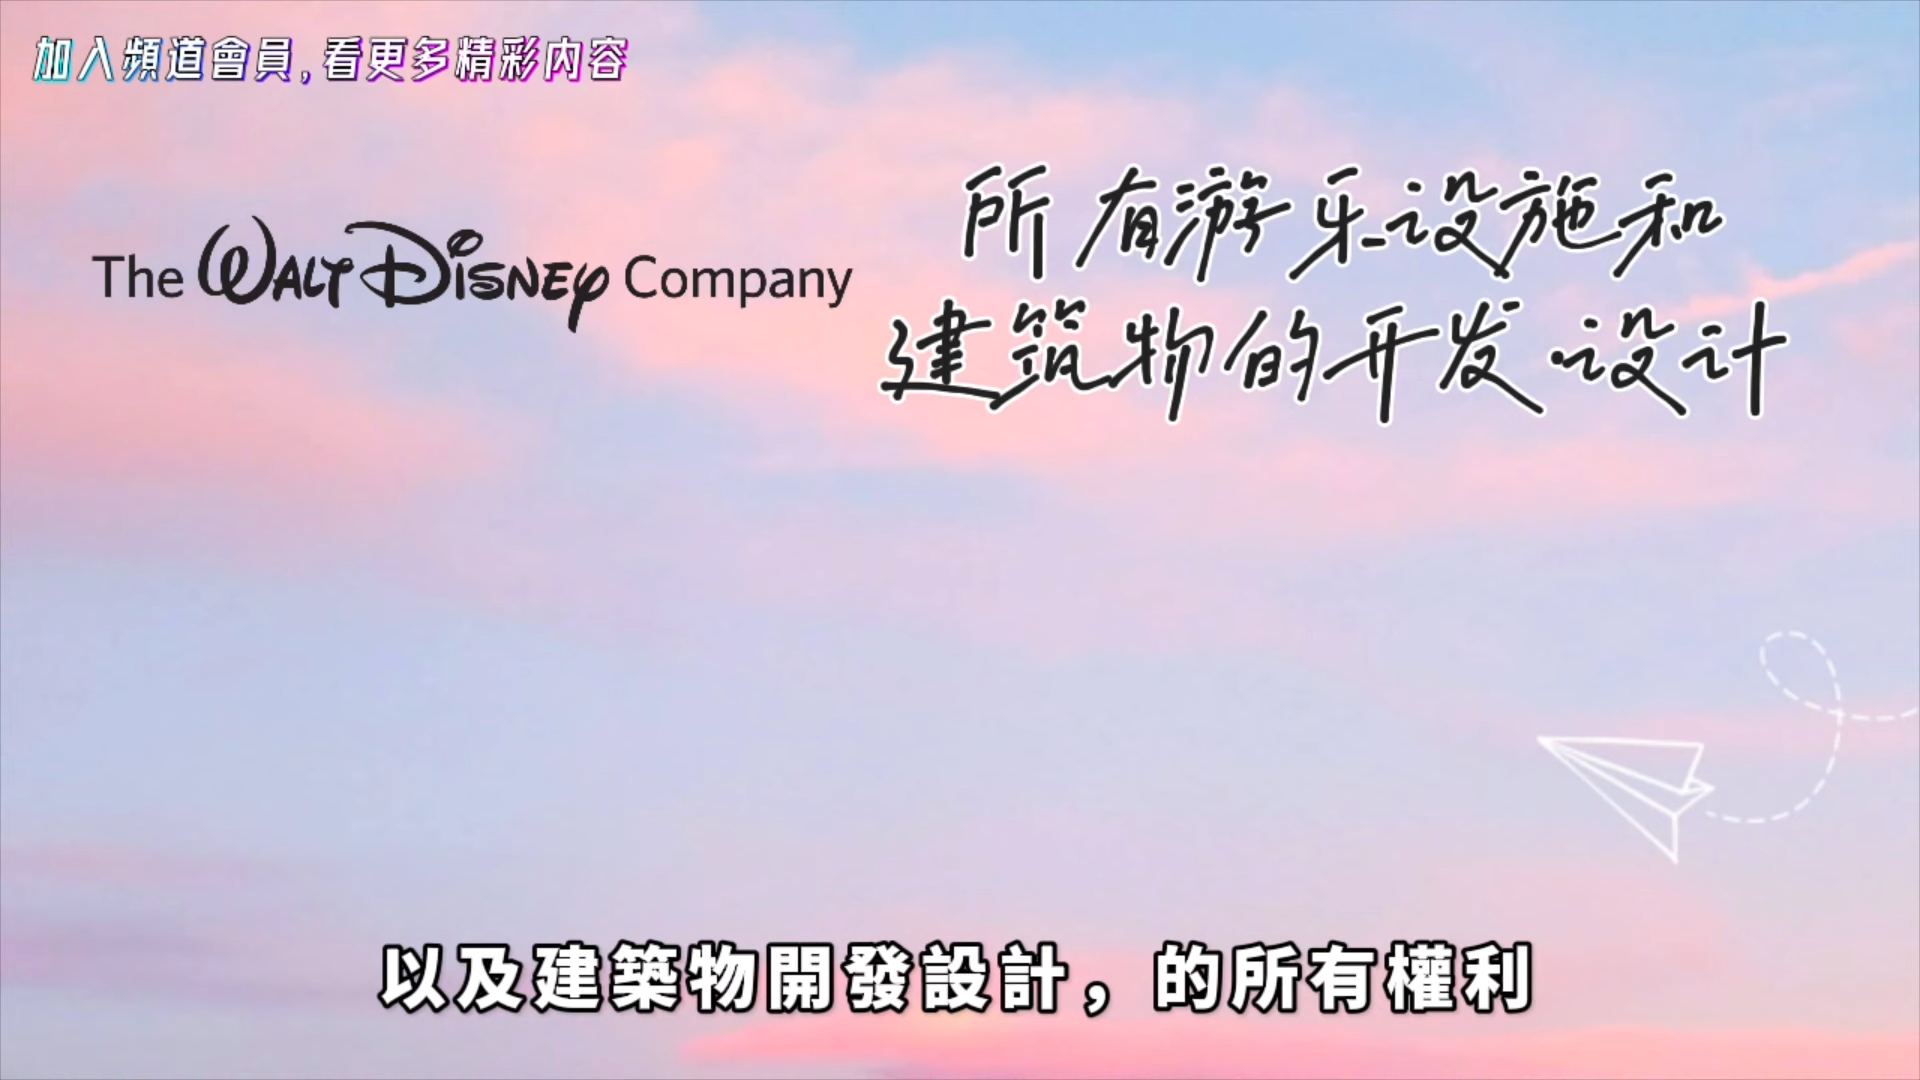 加入頻道會員,看更多精彩内容
The WALT DISNEY Company
所有游乐设施和
建筑物的开发设计
以及建築物開發設計，的所有權利